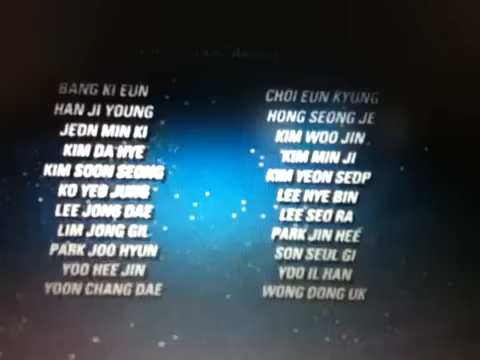 BANG KI EUN
HAN JI YOUNG
JEON MIN KI
KIM DA HYE
KIM SOON SEONG
KO YEO JUNG
LEE JONG DAE
LIM JONG GIL
PARK JOO HYUN
YOO HEE JIN
YOON CHANG DAE
CHOI EUN KYUNG
HONG SEONG JE
KIM WOO JIN
KIM MIN JI
KIM YEON SEOP
LEE HYE BIN
LEE SEO RA
PARK JIN HEE
SON SEUL GI
YOO IL HAN
WONG DONG UK